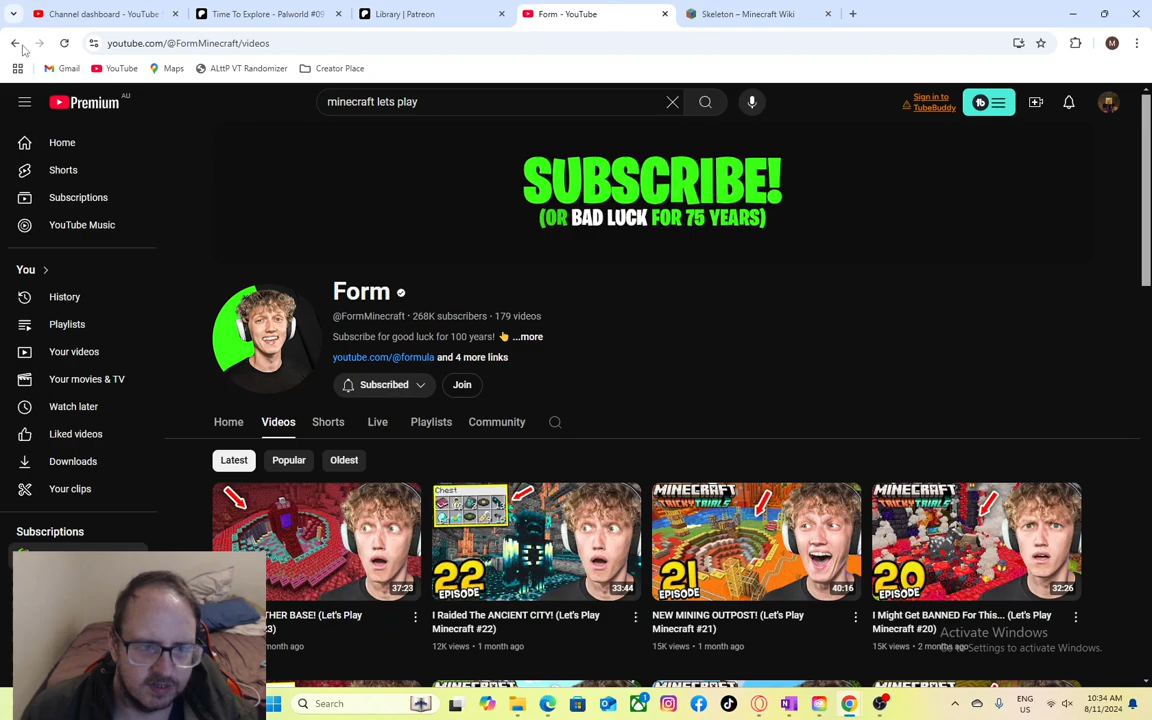 Channel dashboard - YouTube S
Time To Explore - Palworld #09
Library | Patreon
Form - YouTube
Skeleton – Minecraft Wiki
youtube.com/@FormMinecraft/videos
M
Gmail
YouTube
Maps
ALttP VT Randomizer
Creator Place
Premium AU
minecraft lets play
Sign in to
TubeBuddy
tb
Home
Shorts
Subscriptions
YouTube Music
You
History
Playlists
Your videos
Your movies & TV
Watch later
Liked videos
Downloads
Your clips
Subscriptions
SUBSCRIBE!
(OR BAD LUCK FOR 75 YEARS)
Form
@FormMinecraft · 268K subscribers · 179 videos
Subscribe for good luck for 100 years! 👆 ...more
youtube.com/@formula and 4 more links
Subscribed
Join
Home Videos Shorts Live Playlists Community
Latest Popular Oldest
37:23
Chest
22
EPISODE
33:44
MINECRAFT
TRICKY TRIALS
21
EPISODE
40:16
MINECRAFT
TRICKY TRIALS
20
EPISODE
32:26
THER BASE! (Let's Play
3)
month ago
I Raided The ANCIENT CITY! (Let's Play
Minecraft #22)
12K views · 1 month ago
NEW MINING OUTPOST! (Let's Play
Minecraft #21)
15K views · 1 month ago
I Might Get BANNED For This... (Let's Play
Minecraft #20)
15K views · 2 months ago
Activate Windows
Go to Settings to activate Windows.
Search
1
ENG
US
10:34 AM
8/11/2024